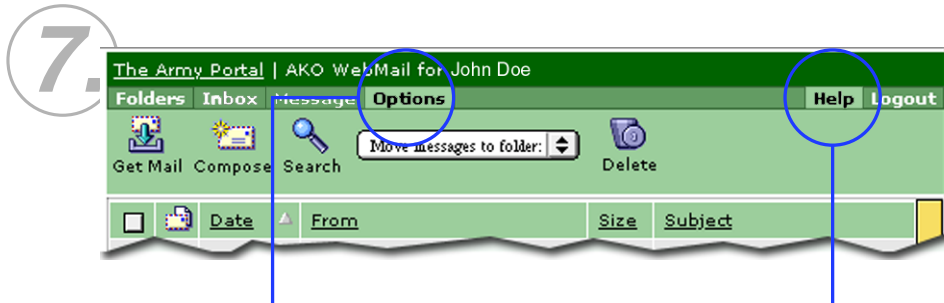 7.
The Army Portal | AKO WebMail for John Doe
Folders Inbox Message Options Help Logout
Get Mail Compose Search Move messages to folder: Delete
Date From Size Subject